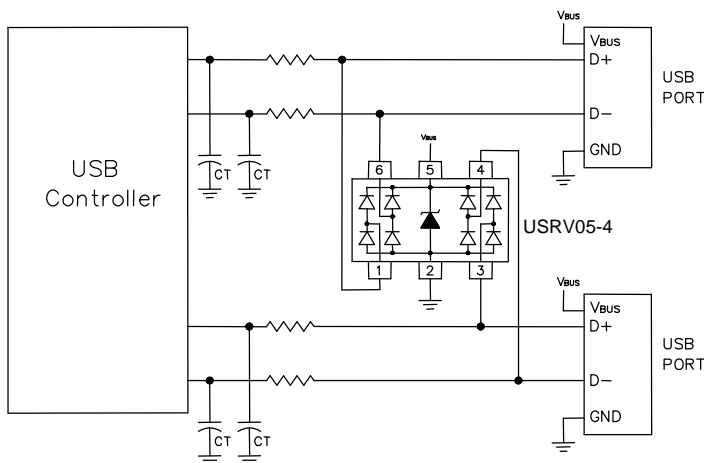 VBUS
VBUS
D+
D−
GND
USB
PORT
USB
Controller
CT
CT
VBUS
6
5
4
USRV05-4
1
2
3
VBUS
VBUS
D+
D−
GND
USB
PORT
CT
CT